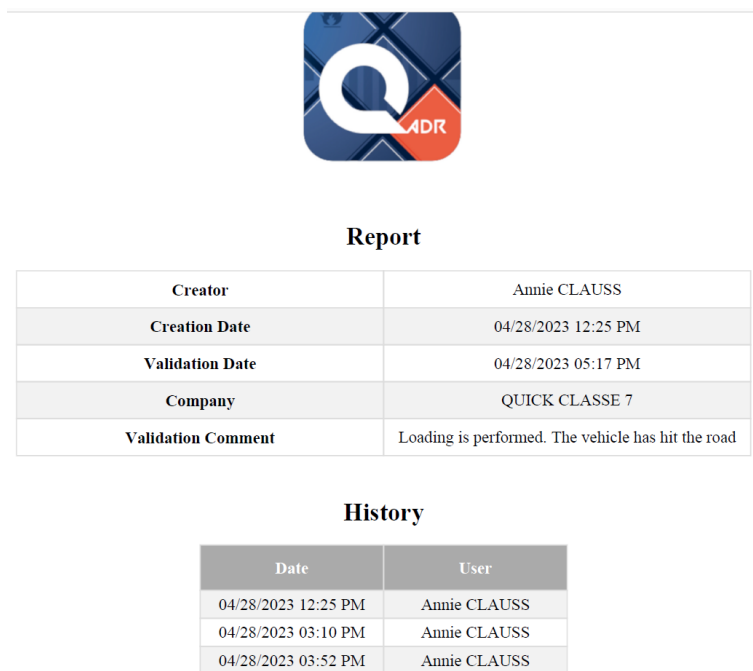 ADR
Report
Creator Annie CLAUSS
Creation Date 04/28/2023 12:25 PM
Validation Date 04/28/2023 05:17 PM
Company QUICK CLASSE 7
Validation Comment Loading is performed. The vehicle has hit the road
History
Date User
04/28/2023 12:25 PM Annie CLAUSS
04/28/2023 03:10 PM Annie CLAUSS
04/28/2023 03:52 PM Annie CLAUSS